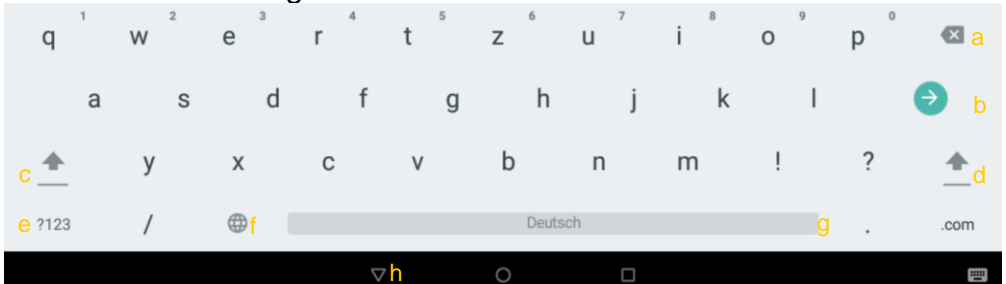 1 2 3 4 5 6 7 8 9 0
q w e r t z u i o p a
a s d f g h j k l b
c y x c v b n m ! ? d
e ?123 / f Deutsch g . .com
h